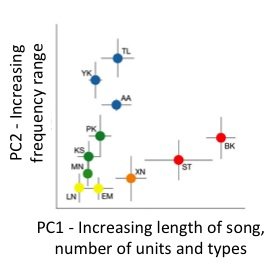 PC2 - Increasing
frequency range
TL
YK
AA
PK
BK
KS
ST
MN
XN
LN
EM
PC1 - Increasing length of song,
number of units and types